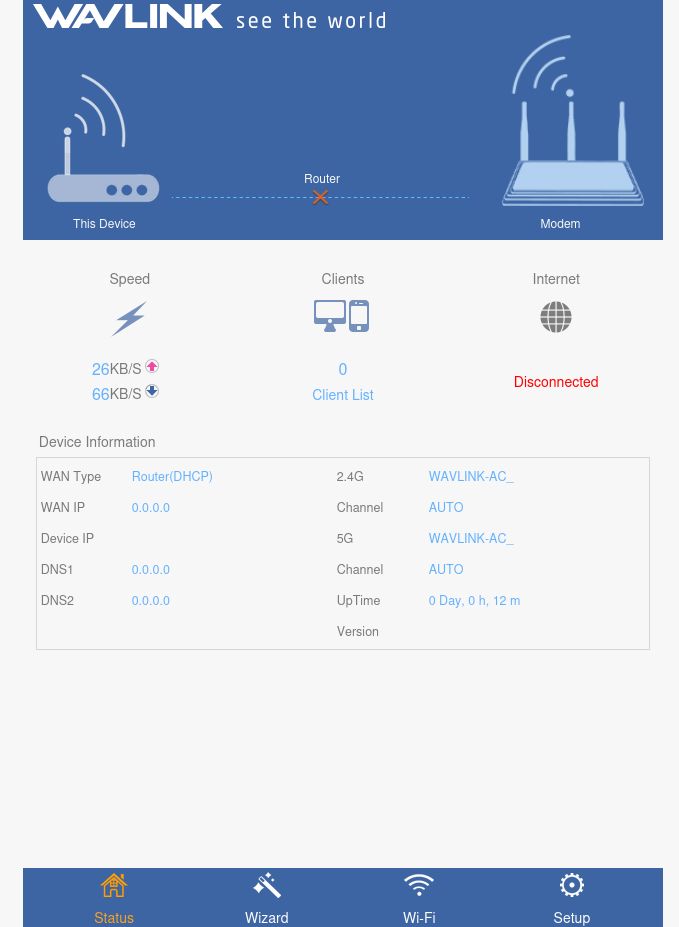 WAVLINK see the world
Router
This Device
Modem
Speed
Clients
Internet
26KB/S
66KB/S
0
Client List
Disconnected
Device Information
WAN Type Router(DHCP) 2.4G WAVLINK-AC_
WAN IP 0.0.0.0 Channel AUTO
Device IP 5G WAVLINK-AC_
DNS1 0.0.0.0 Channel AUTO
DNS2 0.0.0.0 UpTime 0 Day, 0 h, 12 m
Version
Status
Wizard
Wi-Fi
Setup